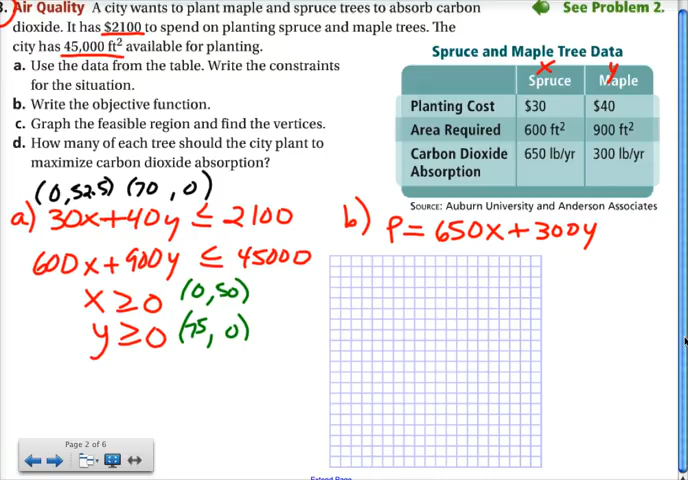 3. Air Quality A city wants to plant maple and spruce trees to absorb carbon
dioxide. It has $2100 to spend on planting spruce and maple trees. The
city has 45,000 ft² available for planting.
a. Use the data from the table. Write the constraints
for the situation.
b. Write the objective function.
c. Graph the feasible region and find the vertices.
d. How many of each tree should the city plant to
maximize carbon dioxide absorption?
See Problem 2.
Spruce and Maple Tree Data
x y
Spruce Maple
Planting Cost $30 $40
Area Required 600 ft² 900 ft²
Carbon Dioxide 650 lb/yr 300 lb/yr
Absorption
SOURCE: Auburn University and Anderson Associates
(0,52.5) (70, 0)
a) 30x+40y ≤ 2100
600x+900y ≤ 45000
x ≥ 0 (0,50)
y ≥ 0 (75, 0)
b) P = 650x+300y
Page 2 of 6
Extend Page